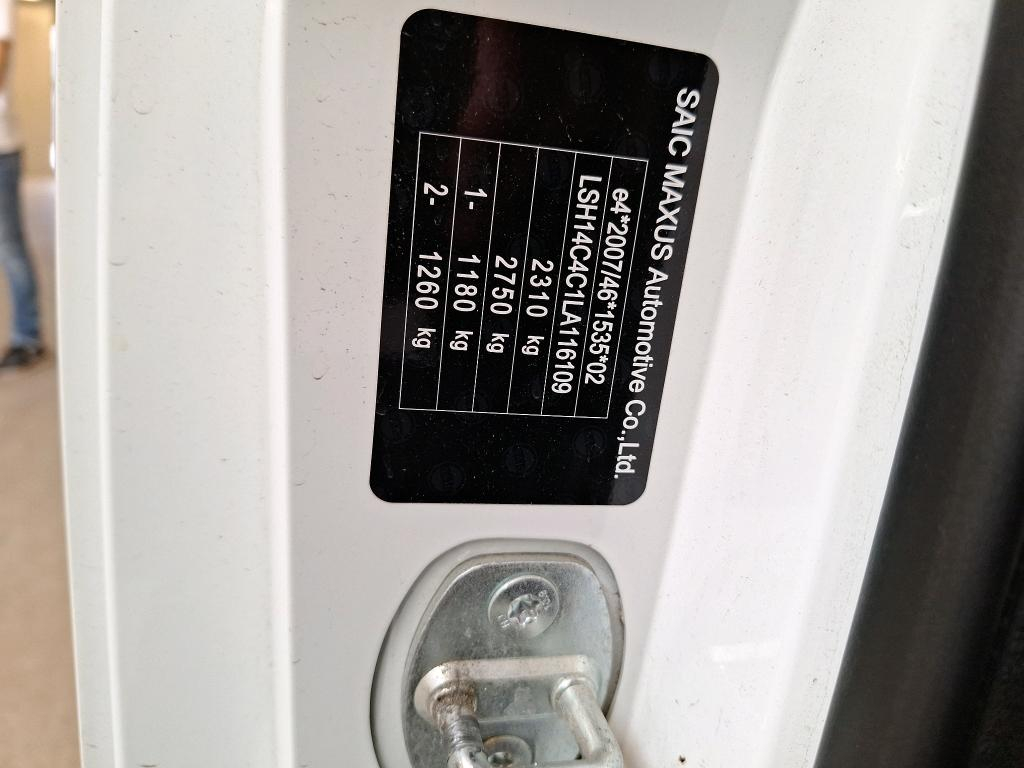 SAIC MAXUS Automotive Co.,Ltd.
e4*2007/46*1535*02
LSH14C4C1LA116109
2310 kg
2750 kg
1- 1180 kg
2- 1260 kg